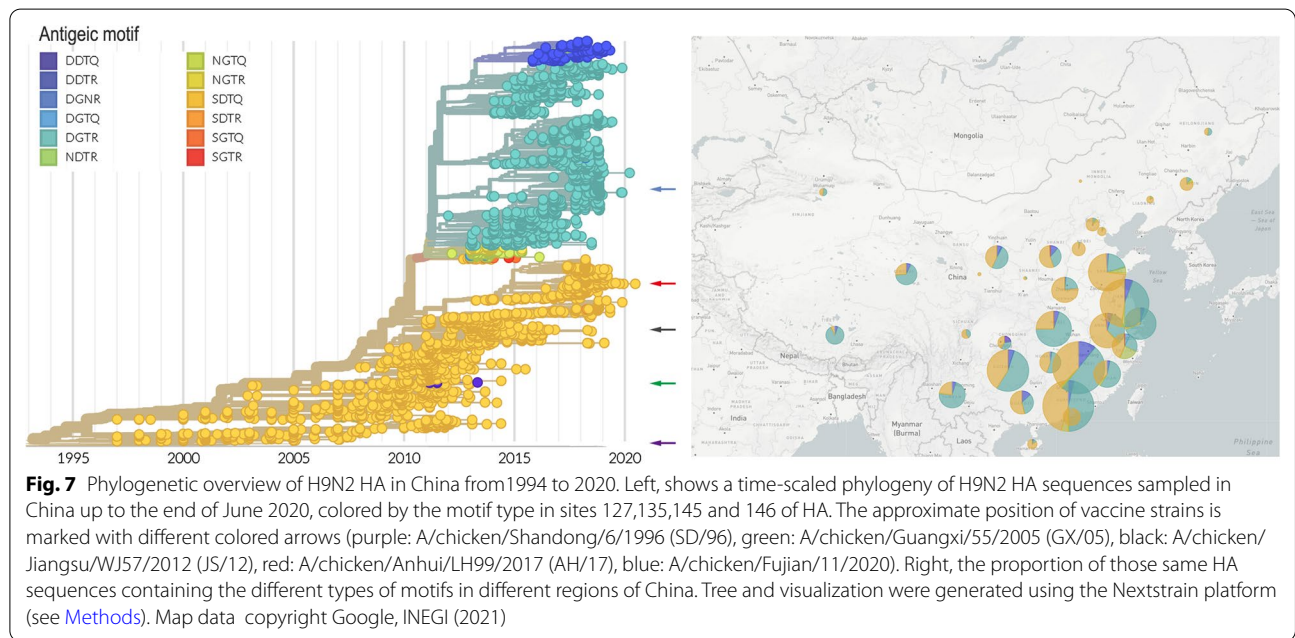 Antigeic motif
DDTQ
DDTR
DGNR
DGTQ
DGTR
NDTR
NGTQ
NGTR
SDTQ
SDTR
SGTQ
SGTR
1995
2000
2005
2010
2015
2020
Mongolia
China
Nepal
India
Bangladesh
Myanmar
(Burma)
Laos
North Korea
South Korea
East Sea
Sea of
Japan
Yellow
Sea
Taiwan
Philippine
Sea
Fig. 7 Phylogenetic overview of H9N2 HA in China from1994 to 2020. Left, shows a time-scaled phylogeny of H9N2 HA sequences sampled in
China up to the end of June 2020, colored by the motif type in sites 127,135,145 and 146 of HA. The approximate position of vaccine strains is
marked with different colored arrows (purple: A/chicken/Shandong/6/1996 (SD/96), green: A/chicken/Guangxi/55/2005 (GX/05), black: A/chicken/
Jiangsu/WJ57/2012 (JS/12), red: A/chicken/Anhui/LH99/2017 (AH/17), blue: A/chicken/Fujian/11/2020). Right, the proportion of those same HA
sequences containing the different types of motifs in different regions of China. Tree and visualization were generated using the Nextstrain platform
(see Methods). Map data copyright Google, INEGI (2021)